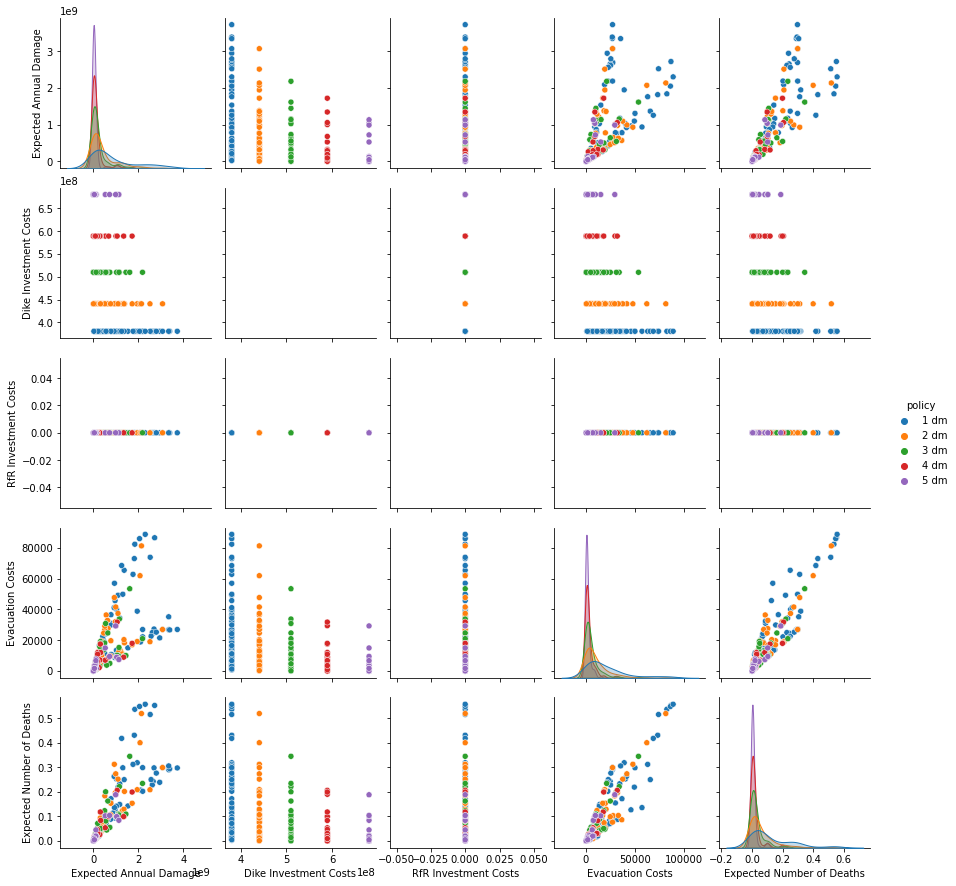 1e9
Expected Annual Damage
3
2
1
0
1e8
Dike Investment Costs
6.5
6.0
5.5
5.0
4.5
4.0
RfR Investment Costs
0.04
0.02
0.00
−0.02
−0.04
policy
1 dm
2 dm
3 dm
4 dm
5 dm
Evacuation Costs
80000
60000
40000
20000
0
Expected Number of Deaths
0.5
0.4
0.3
0.2
0.1
0.0
0 2 4 4 5 6 −0.050 −0.025 0.000 0.025 0.050 0 50000 100000 −0.2 0.0 0.2 0.4 0.6
Expected Annual Damage 1e9 Dike Investment Costs 1e8 RfR Investment Costs Evacuation Costs Expected Number of Deaths